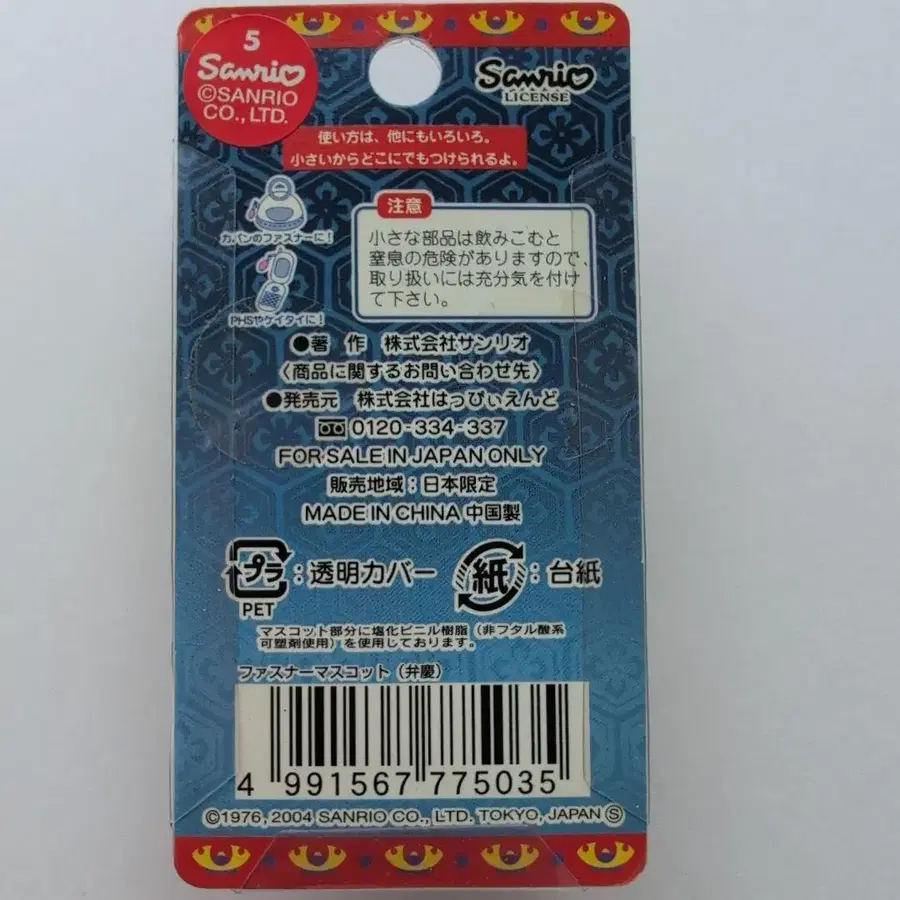 5
Sanrio
©SANRIO
CO., LTD.
Sanrio
LICENSE
使い方は、他にもいろいろ。
小さいからどこにでもつけられるよ。
カバンのファスナーに!
PHSやケイタイに!
注意
小さな部品は飲みこむと
窒息の危険がありますので、
取り扱いには充分気を付け
て下さい。
●著 作 株式会社サンリオ
〈商品に関するお問い合わせ先〉
●発売元 株式会社はっぴぃえんど
0120-334-337
FOR SALE IN JAPAN ONLY
販売地域:日本限定
MADE IN CHINA 中国製
プラ:透明カバー
PET
紙:台紙
マスコット部分に塩化ビニル樹脂(非フタル酸系
可塑剤使用)を使用しております。
ファスナーマスコット(弁慶)
4 991567 775035
©1976, 2004 SANRIO CO., LTD. TOKYO, JAPAN Ⓢ